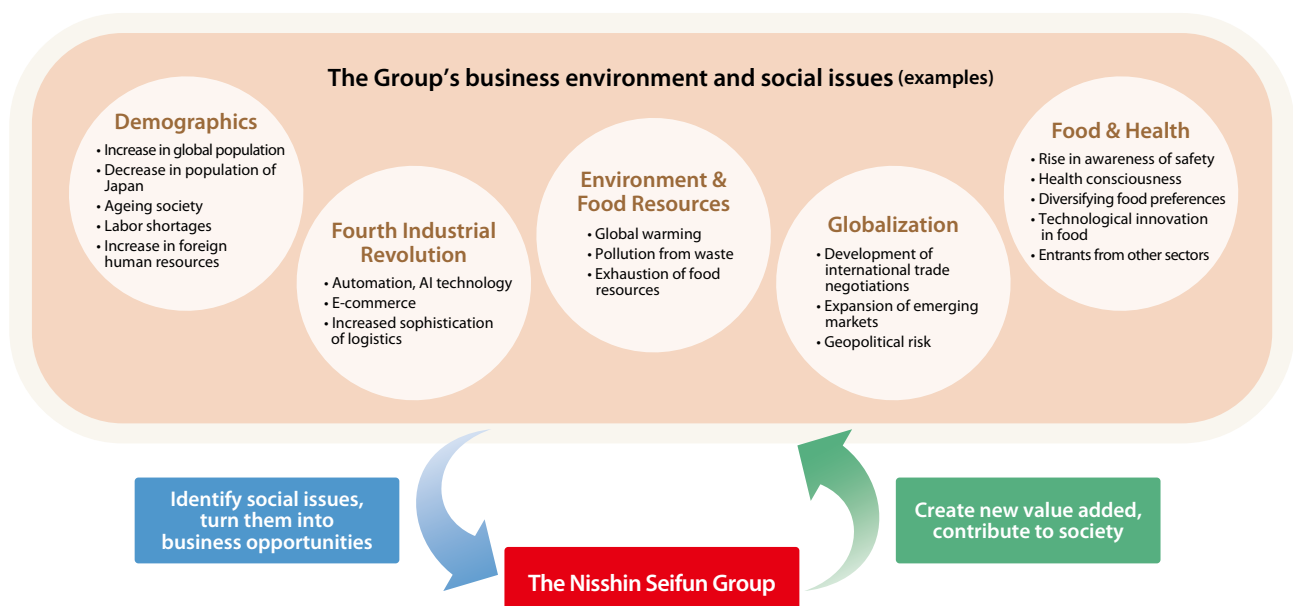 The Group's business environment and social issues (examples)
Demographics
• Increase in global population
• Decrease in population of
Japan
• Ageing society
• Labor shortages
• Increase in foreign
human resources
Fourth Industrial
Revolution
• Automation, AI technology
• E-commerce
• Increased sophistication
of logistics
Environment &
Food Resources
• Global warming
• Pollution from waste
• Exhaustion of food
resources
Globalization
• Development of
international trade
negotiations
• Expansion of emerging
markets
• Geopolitical risk
Food & Health
• Rise in awareness of safety
• Health consciousness
• Diversifying food preferences
• Technological innovation
in food
• Entrants from other sectors
Identify social issues,
turn them into
business opportunities
The Nisshin Seifun Group
Create new value added,
contribute to society